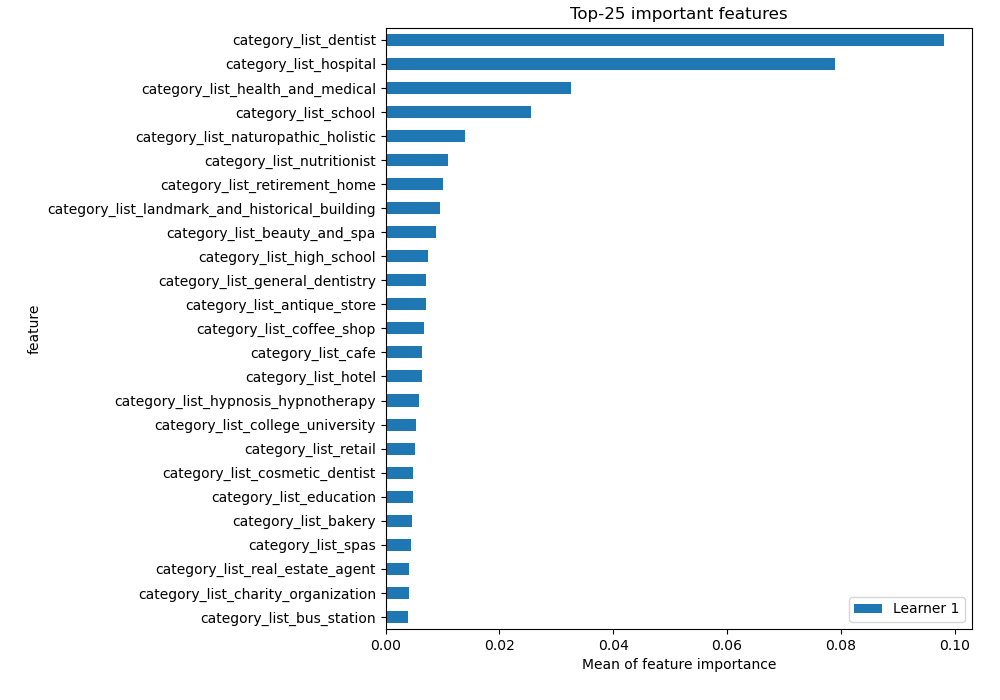 Top-25 important features
category_list_dentist
category_list_hospital
category_list_health_and_medical
category_list_school
category_list_naturopathic_holistic
category_list_nutritionist
category_list_retirement_home
category_list_landmark_and_historical_building
category_list_beauty_and_spa
category_list_high_school
category_list_general_dentistry
category_list_antique_store
category_list_coffee_shop
category_list_cafe
category_list_hotel
category_list_hypnosis_hypnotherapy
category_list_college_university
category_list_retail
category_list_cosmetic_dentist
category_list_education
category_list_bakery
category_list_spas
category_list_real_estate_agent
category_list_charity_organization
category_list_bus_station
feature
Learner 1
0.00 0.02 0.04 0.06 0.08 0.10
Mean of feature importance